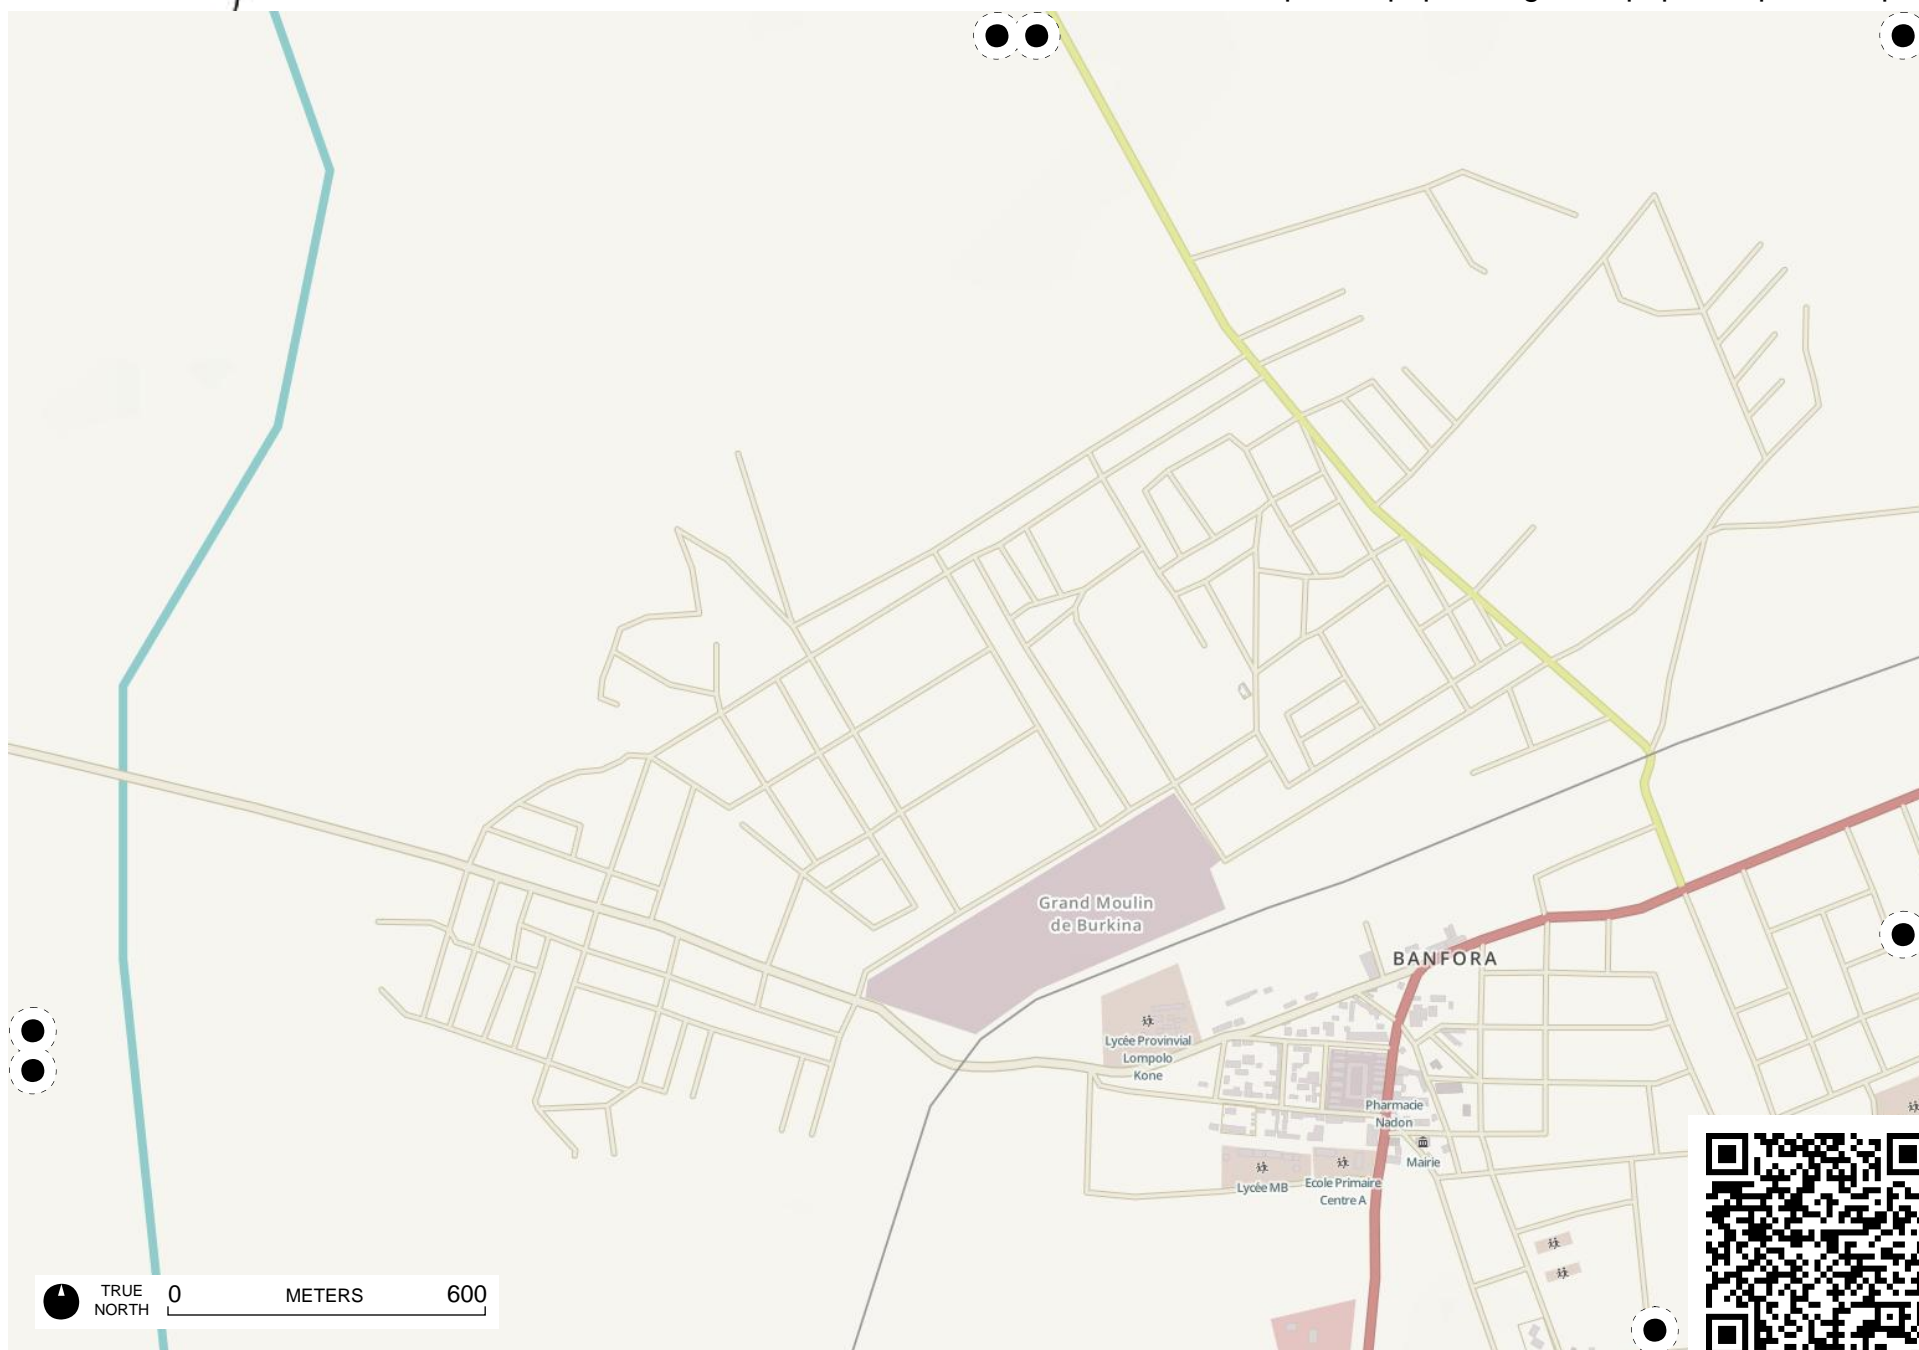 Grand Moulin
de Burkina
BANFORA
Lycée Provinvial
Lompolo
Kone
Pharmacie
Nadon
Mairie
Lycée MB
Ecole Primaire
Centre A
TRUE
NORTH
0
METERS
600